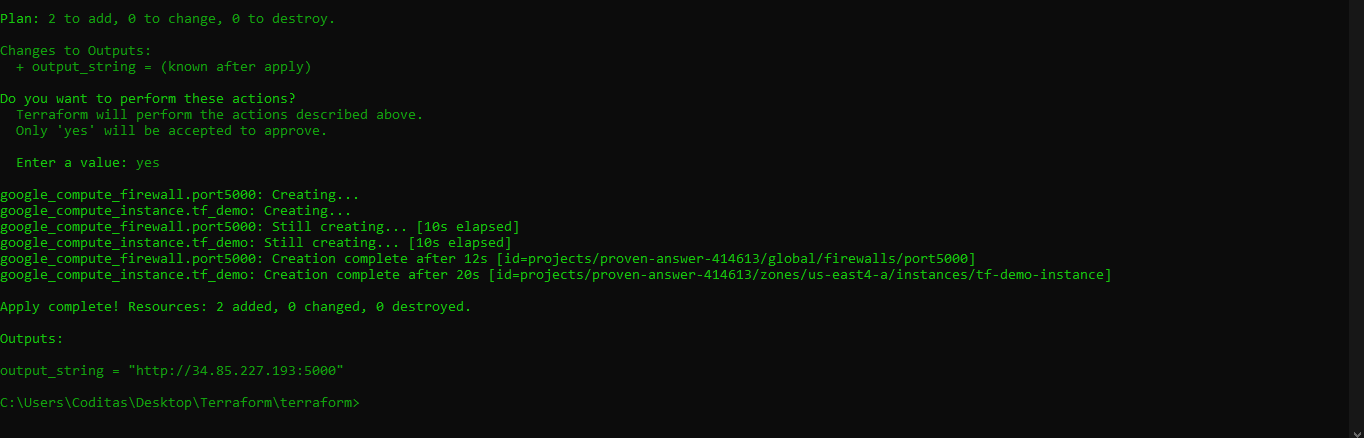 Plan: 2 to add, 0 to change, 0 to destroy.
Changes to Outputs:
+ output_string = (known after apply)
Do you want to perform these actions?
Terraform will perform the actions described above.
Only 'yes' will be accepted to approve.
Enter a value: yes
google_compute_firewall.port5000: Creating...
google_compute_instance.tf_demo: Creating...
google_compute_firewall.port5000: Still creating... [10s elapsed]
google_compute_instance.tf_demo: Still creating... [10s elapsed]
google_compute_firewall.port5000: Creation complete after 12s [id=projects/proven-answer-414613/global/firewalls/port5000]
google_compute_instance.tf_demo: Creation complete after 20s [id=projects/proven-answer-414613/zones/us-east4-a/instances/tf-demo-instance]
Apply complete! Resources: 2 added, 0 changed, 0 destroyed.
Outputs:
output_string = "http://34.85.227.193:5000"
C:\Users\Coditas\Desktop\Terraform\terraform>